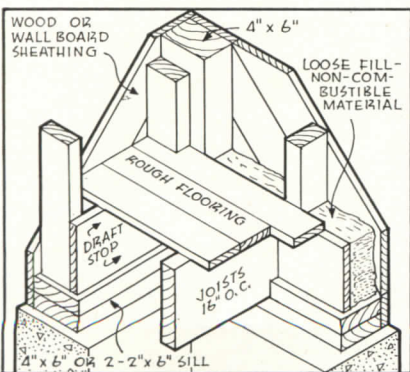 WOOD OR
WALL BOARD
SHEATHING
4" x 6"
LOOSE FILL-
NON-COM-
BUSTIBLE
MATERIAL
ROUGH FLOORING
DRAFT
STOP
JOISTS
16" O.C.
4" x 6" OR 2-2" x 6" SILL